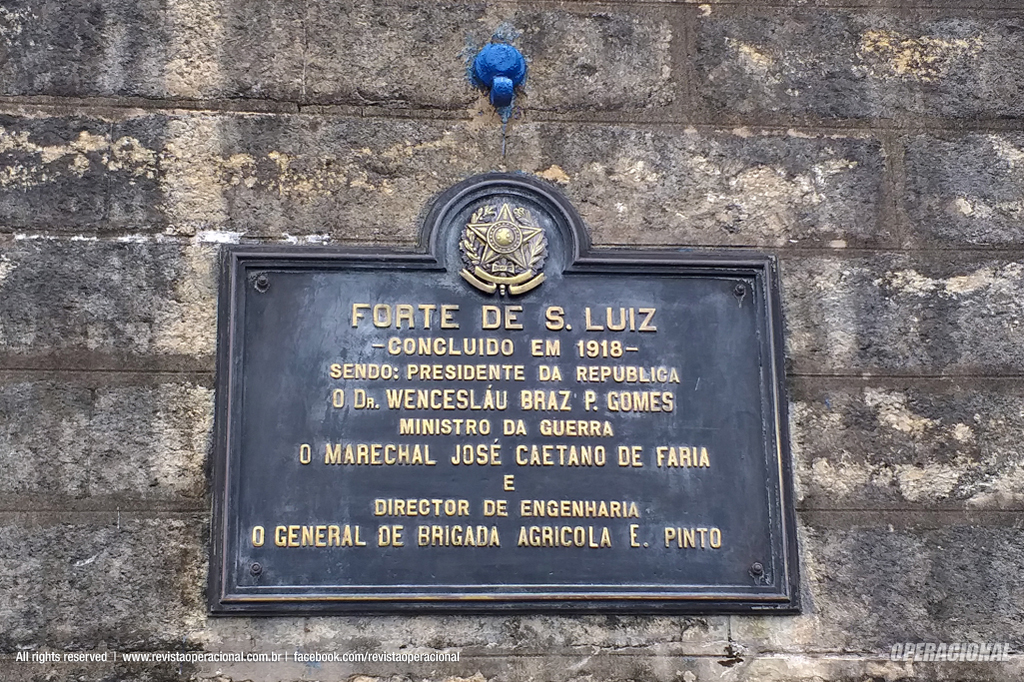 FORTE DE S. LUIZ
-CONCLUIDO EM 1918-
SENDO: PRESIDENTE DA REPUBLICA
O DR. WENCESLÁU BRAZ P. GOMES
MINISTRO DA GUERRA
O MARECHAL JOSÉ CAETANO DE FARIA
E
DIRECTOR DE ENGENHARIA
O GENERAL DE BRIGADA AGRICOLA E. PINTO
All rights reserved | www.revistaoperacional.com.br | facebook.com/revistaoperacional
OPERACIONAL